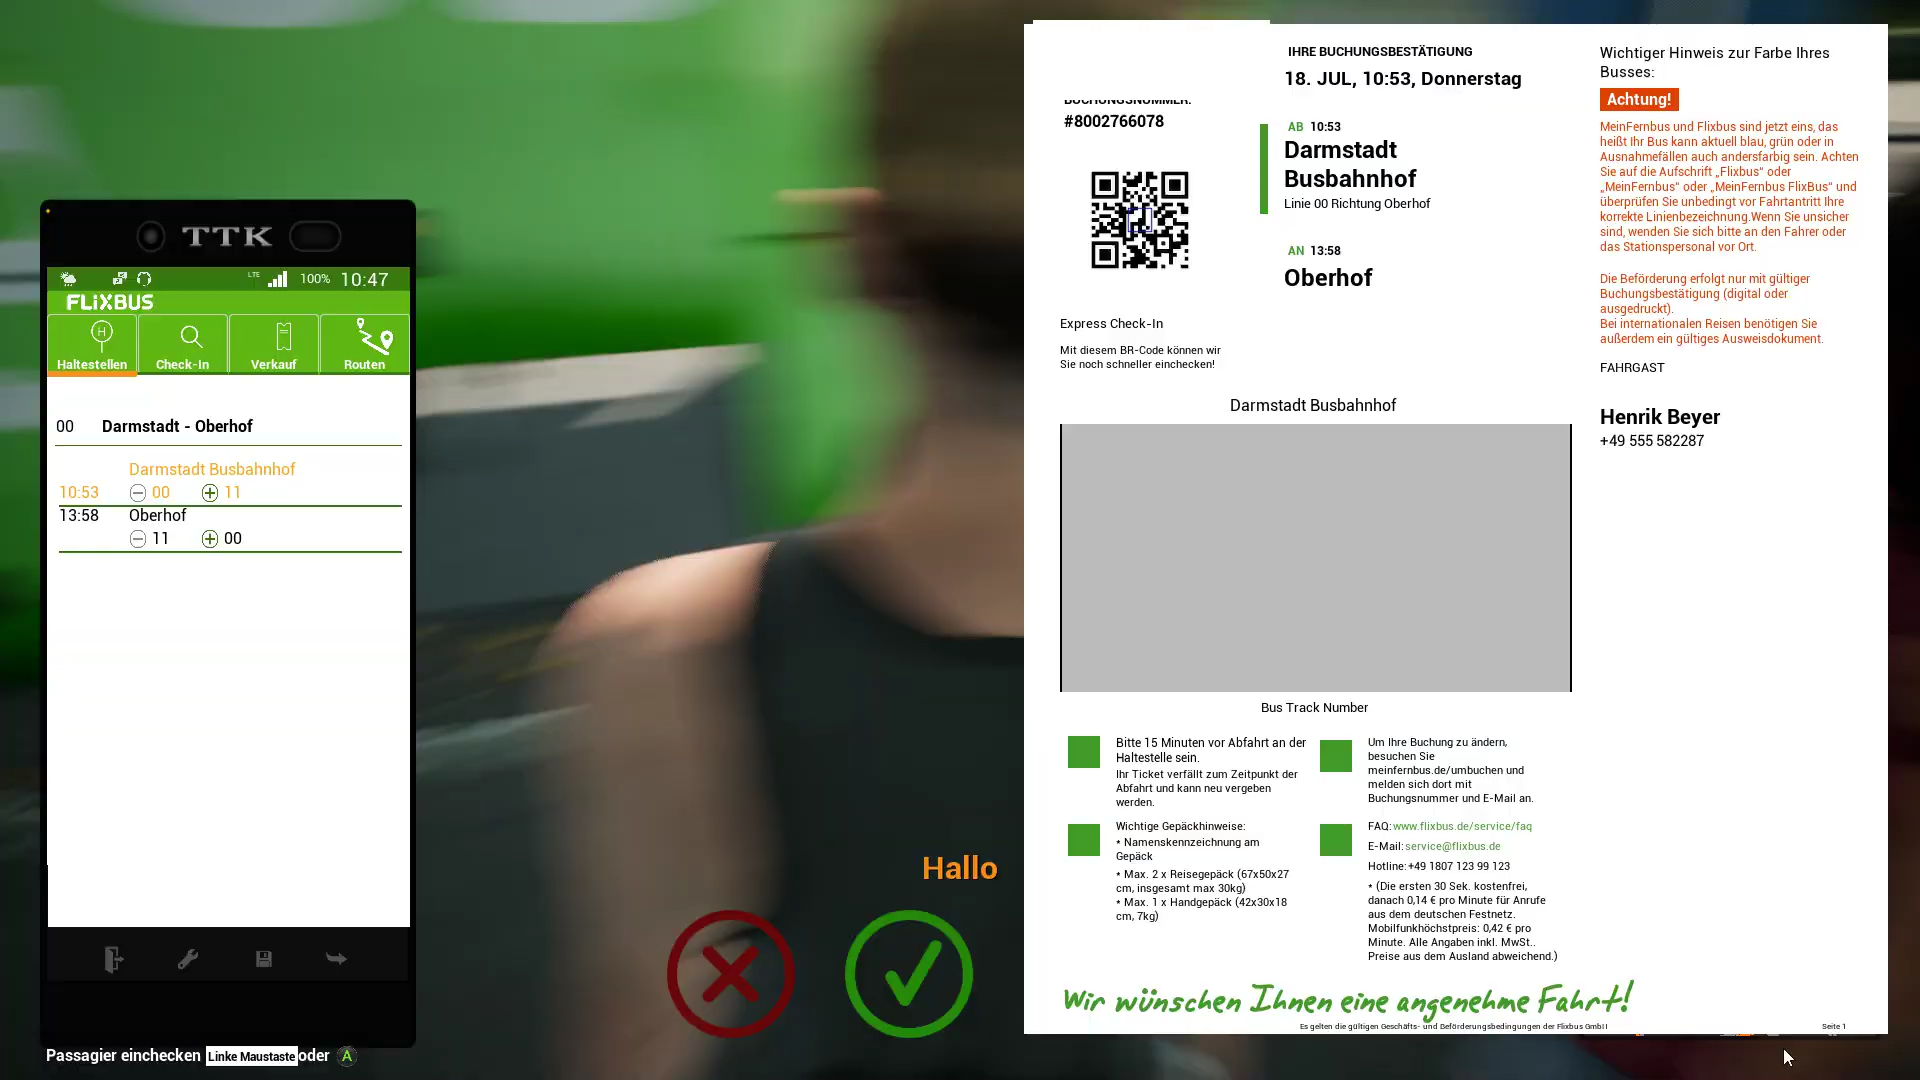 TTK
LTE 100% 10:47
FLiXBUS
H
Haltestellen Check-In Verkauf Routen
00 Darmstadt - Oberhof
Darmstadt Busbahnhof
10:53 00 11
13:58 Oberhof
11 00
Passagier einchecken Linke Maustaste oder A
Hallo
IHRE BUCHUNGSBESTÄTIGUNG
18. JUL, 10:53, Donnerstag
BUCHUNGSNUMMER:
#8002766078
AB 10:53
Darmstadt
Busbahnhof
Linie 00 Richtung Oberhof
AN 13:58
Oberhof
Express Check-In
Mit diesem BR-Code können wir
Sie noch schneller einchecken!
Darmstadt Busbahnhof
Bus Track Number
Bitte 15 Minuten vor Abfahrt an der
Haltestelle sein.
Ihr Ticket verfällt zum Zeitpunkt der
Abfahrt und kann neu vergeben
werden.
Wichtige Gepäckhinweise:
* Namenskennzeichnung am
Gepäck
* Max. 2 x Reisegepäck (67x50x27
cm, insgesamt max 30kg)
* Max. 1 x Handgepäck (42x30x18
cm, 7kg)
Um Ihre Buchung zu ändern,
besuchen Sie
meinfernbus.de/umbuchen und
melden sich dort mit
Buchungsnummer und E-Mail an.
FAQ: www.flixbus.de/service/faq
E-Mail: service@flixbus.de
Hotline: +49 1807 123 99 123
* (Die ersten 30 Sek. kostenfrei,
danach 0,14 € pro Minute für Anrufe
aus dem deutschen Festnetz.
Mobilfunkhöchstpreis: 0,42 € pro
Minute. Alle Angaben inkl. MwSt..
Preise aus dem Ausland abweichend.)
Wichtiger Hinweis zur Farbe Ihres
Busses:
Achtung!
MeinFernbus und Flixbus sind jetzt eins, das
heißt Ihr Bus kann aktuell blau, grün oder in
Ausnahmefällen auch andersfarbig sein. Achten
Sie auf die Aufschrift „Flixbus“ oder
„MeinFernbus“ oder „MeinFernbus FlixBus“ und
überprüfen Sie unbedingt vor Fahrtantritt Ihre
korrekte Linienbezeichnung.Wenn Sie unsicher
sind, wenden Sie sich bitte an den Fahrer oder
das Stationspersonal vor Ort.
Die Beförderung erfolgt nur mit gültiger
Buchungsbestätigung (digital oder
ausgedruckt).
Bei internationalen Reisen benötigen Sie
außerdem ein gültiges Ausweisdokument.
FAHRGAST
Henrik Beyer
+49 555 582287
Wir wünschen Ihnen eine angenehme Fahrt!
Es gelten die gültigen Geschäfts- und Beförderungsbedingungen der Flixbus GmbH
Seite 1